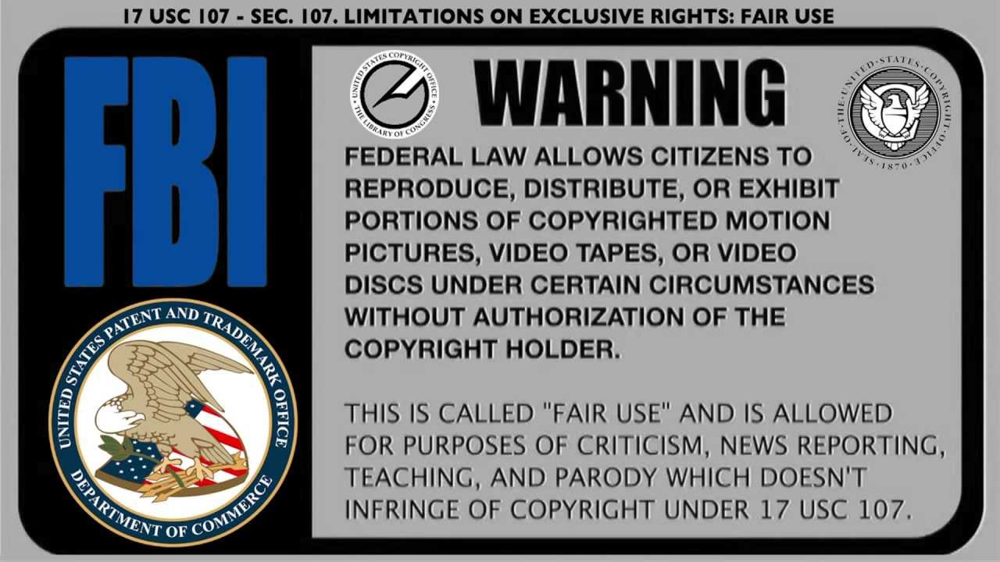 17 USC 107 - SEC. 107. LIMITATIONS ON EXCLUSIVE RIGHTS: FAIR USE
FBI
UNITED STATES PATENT AND TRADEMARK OFFICE
DEPARTMENT OF COMMERCE
UNITED STATES COPYRIGHT OFFICE
THE LIBRARY OF CONGRESS
WARNING
SEAL·OF·THE·UNITED·STATES·COPYRIGHT·OFFICE
·1870·
FEDERAL LAW ALLOWS CITIZENS TO
REPRODUCE, DISTRIBUTE, OR EXHIBIT
PORTIONS OF COPYRIGHTED MOTION
PICTURES, VIDEO TAPES, OR VIDEO
DISCS UNDER CERTAIN CIRCUMSTANCES
WITHOUT AUTHORIZATION OF THE
COPYRIGHT HOLDER.
THIS IS CALLED "FAIR USE" AND IS ALLOWED
FOR PURPOSES OF CRITICISM, NEWS REPORTING,
TEACHING, AND PARODY WHICH DOESN'T
INFRINGE OF COPYRIGHT UNDER 17 USC 107.